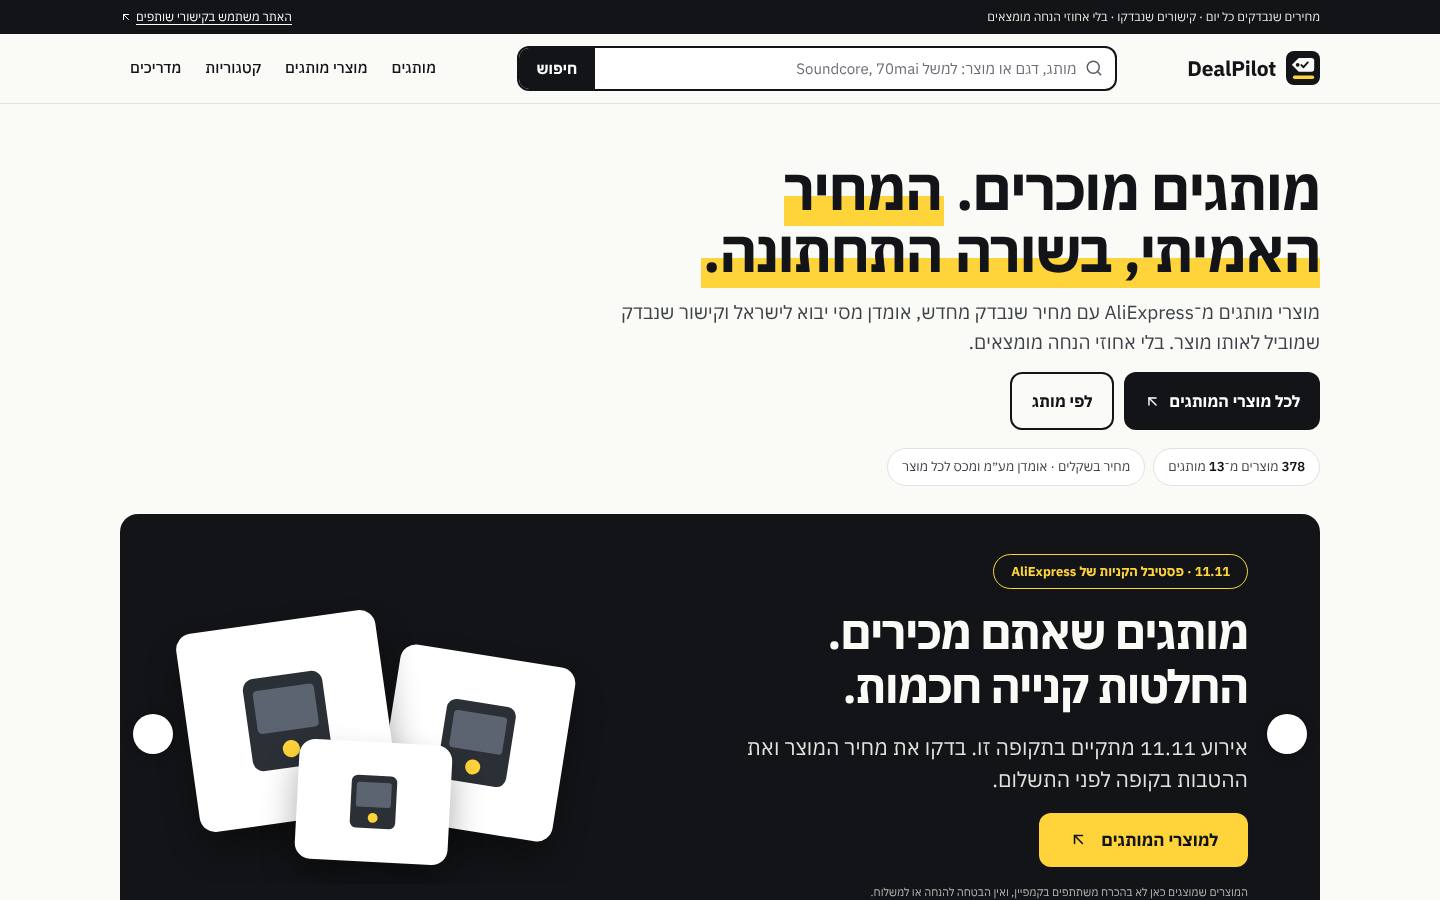 מחירים שנבדקים כל יום · קישורים שנבדקו · בלי אחוזי הנחה מומצאים
האתר משתמש בקישורי שותפים
DealPilot
מותג, דגם או מוצר: למשל Soundcore, 70mai
חיפוש
מותגים
מוצרי מותגים
קטגוריות
מדריכים
מותגים מוכרים. המחיר
האמיתי, בשורה התחתונה.
מוצרי מותגים מ־AliExpress עם מחיר שנבדק מחדש, אומדן מסי יבוא לישראל וקישור שנבדק
שמוביל לאותו מוצר. בלי אחוזי הנחה מומצאים.
לכל מוצרי המותגים
לפי מותג
378 מוצרים מ־13 מותגים
מחיר בשקלים · אומדן מע״מ ומכס לכל מוצר
11.11 · פסטיבל הקניות של AliExpress
מותגים שאתם מכירים.
החלטות קנייה חכמות.
אירוע 11.11 מתקיים בתקופה זו. בדקו את מחיר המוצר ואת
ההטבות בקופה לפני התשלום.
למוצרי המותגים
המוצרים שמוצגים כאן לא בהכרח משתתפים בקמפיין, ואין הבטחה להנחה או למשלוח.